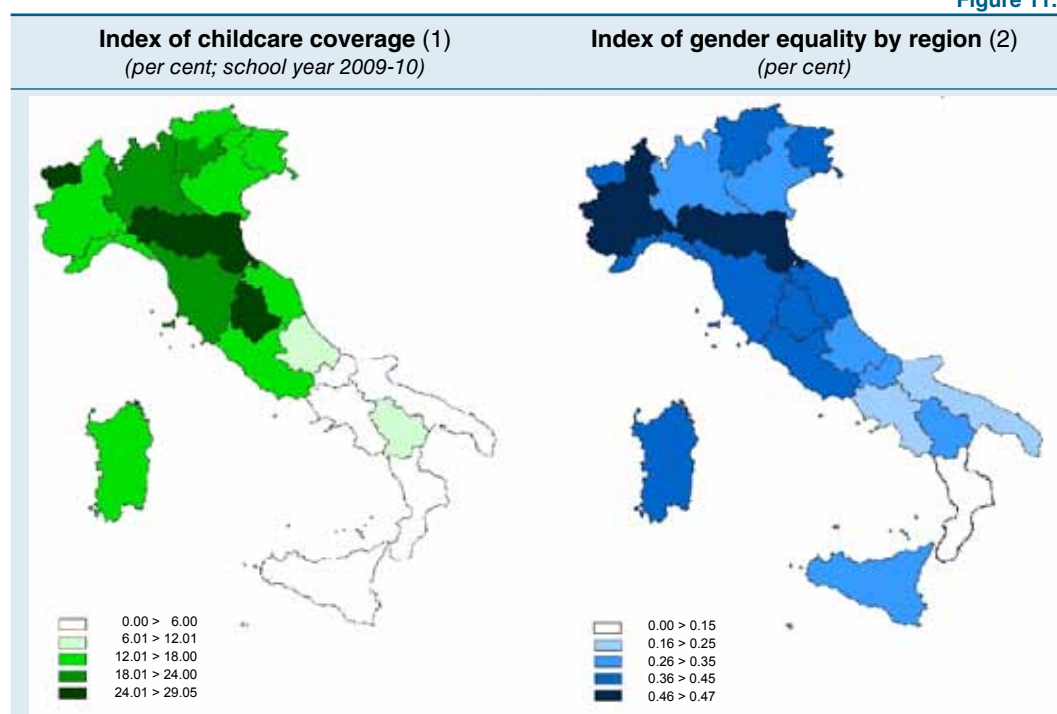 Figure 11.
Index of childcare coverage (1)
(per cent; school year 2009-10)
Index of gender equality by region (2)
(per cent)
0.00 > 6.00
6.01 > 12.01
12.01 > 18.00
18.01 > 24.00
24.01 > 29.05
0.00 > 0.15
0.16 > 0.25
0.26 > 0.35
0.36 > 0.45
0.46 > 0.47